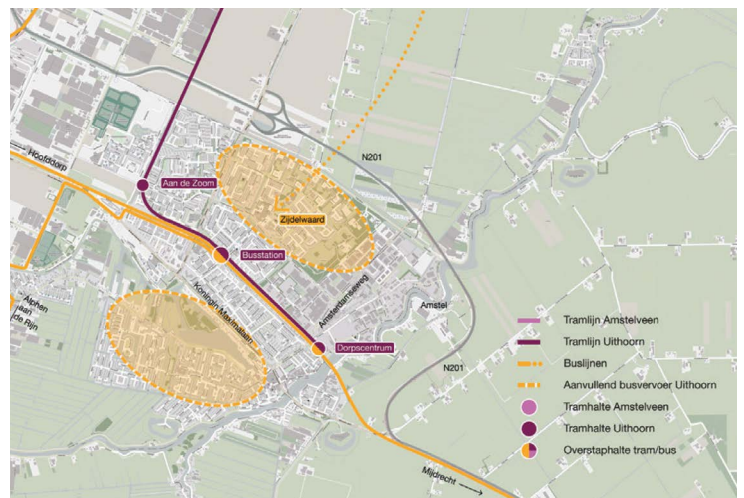 N201
Hoofddorp
Aan de Zoom
Zijdelwaard
Busstation
Koningin Maximalaan
Amsterdamseweg
Amstel
Alphen
aan
de Rijn
Dorpscentrum
N201
Mijdrecht
Tramlijn Amstelveen
Tramlijn Uithoorn
Buslijnen
Aanvullend busvervoer Uithoorn
Tramhalte Amstelveen
Tramhalte Uithoorn
Overstaphalte tram/bus